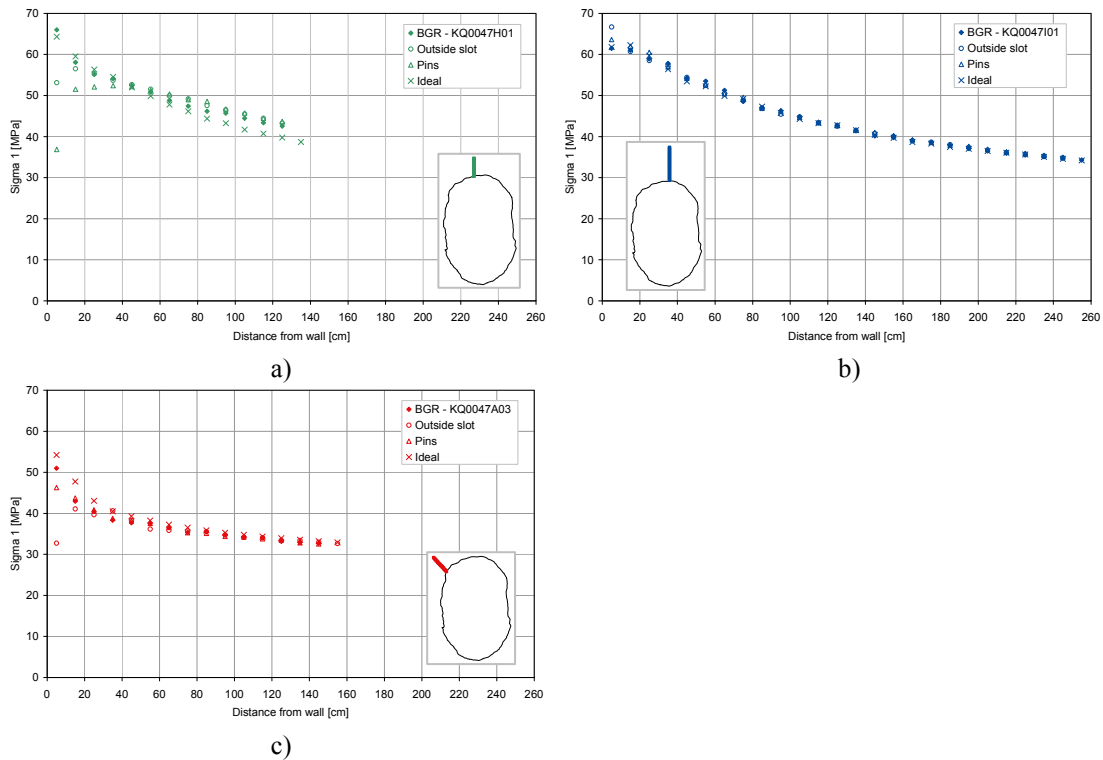 70
60
50
40
30
20
10
0
Sigma 1 [MPa]
BGR - KQ0047H01
Outside slot
Pins
Ideal
0 20 40 60 80 100 120 140 160 180 200 220 240 260
Distance from wall [cm]
a)
70
60
50
40
30
20
10
0
Sigma 1 [MPa]
BGR - KQ0047I01
Outside slot
Pins
Ideal
0 20 40 60 80 100 120 140 160 180 200 220 240 260
Distance from wall [cm]
b)
70
60
50
40
30
20
10
0
Sigma 1 [MPa]
BGR - KQ0047A03
Outside slot
Pins
Ideal
0 20 40 60 80 100 120 140 160 180 200 220 240 260
Distance from wall [cm]
c)